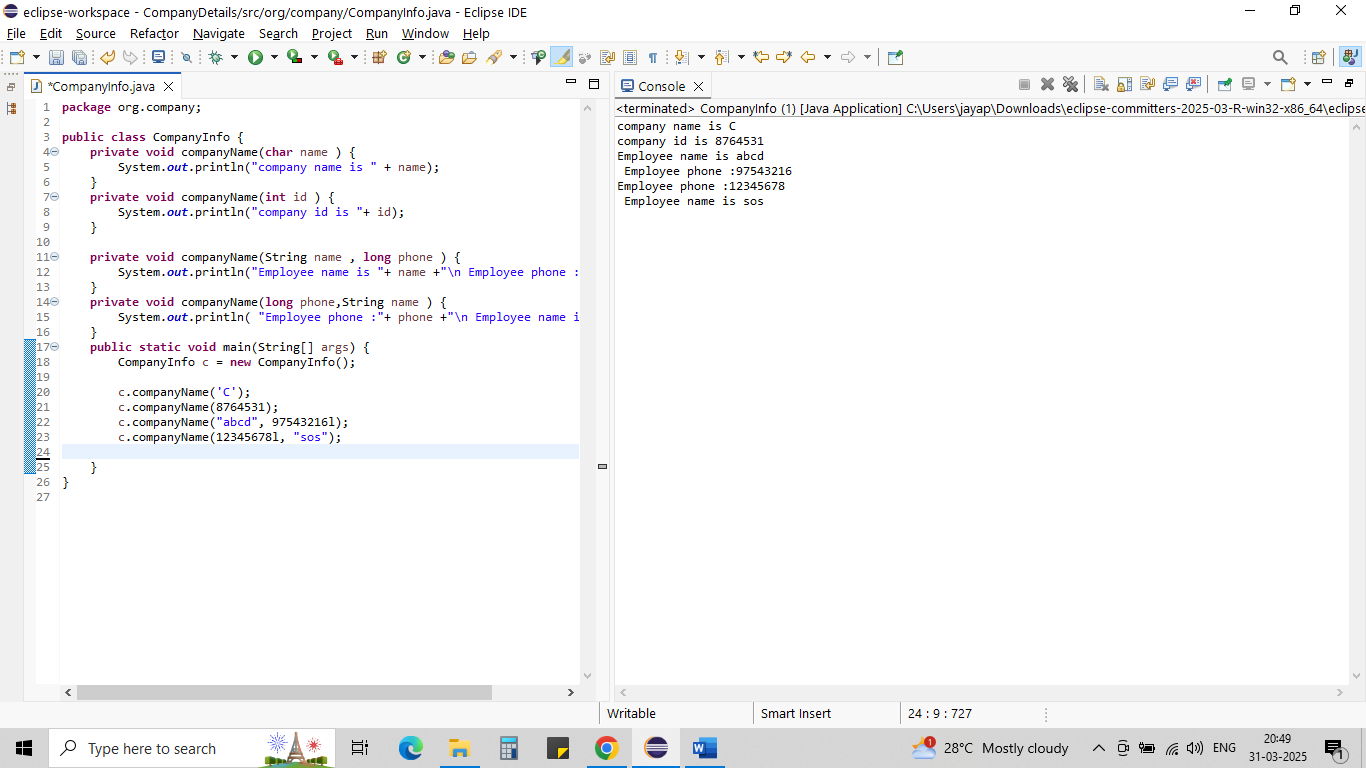 eclipse-workspace - CompanyDetails/src/org/company/CompanyInfo.java - Eclipse IDE
File Edit Source Refactor Navigate Search Project Run Window Help
*CompanyInfo.java
1 package org.company;
2
3 public class CompanyInfo {
4 private void companyName(char name ) {
5 System.out.println("company name is " + name);
6 }
7 private void companyName(int id ) {
8 System.out.println("company id is "+ id);
9 }
10
11 private void companyName(String name , long phone ) {
12 System.out.println("Employee name is "+ name +"\n Employee phone :
13 }
14 private void companyName(long phone,String name ) {
15 System.out.println( "Employee phone :"+ phone +"\n Employee name i
16 }
17 public static void main(String[] args) {
18 CompanyInfo c = new CompanyInfo();
19
20 c.companyName('C');
21 c.companyName(8764531);
22 c.companyName("abcd", 97543216l);
23 c.companyName(12345678l, "sos");
24
25 }
26 }
27
Console
<terminated> CompanyInfo (1) [Java Application] C:\Users\jayap\Downloads\eclipse-committers-2025-03-R-win32-x86_64\eclipse
company name is C
company id is 8764531
Employee name is abcd
 Employee phone :97543216
Employee phone :12345678
 Employee name is sos
Writable Smart Insert 24 : 9 : 727
Type here to search
1 28°C Mostly cloudy ENG 20:49 1
31-03-2025